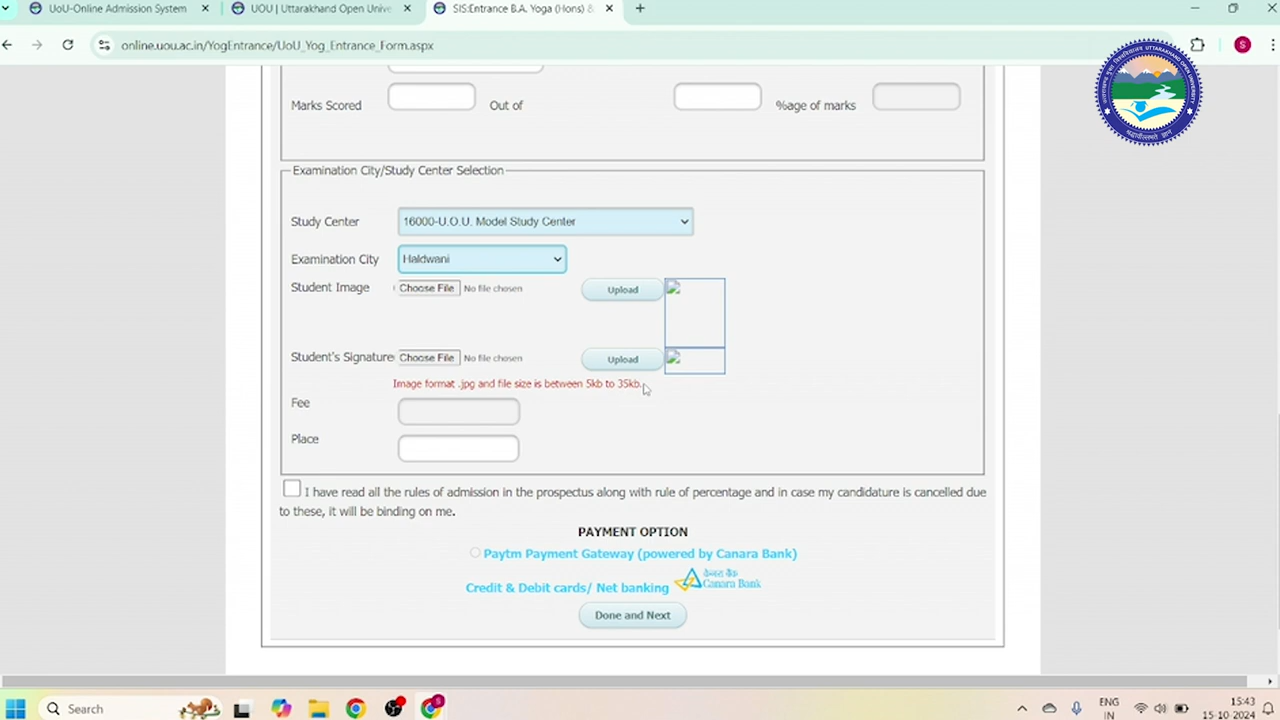 UoU-Online Admission System
UOU | Uttarakhand Open Unive
SIS:Entrance B.A. Yoga (Hons) &
online.uou.ac.in/YogEntrance/UoU_Yog_Entrance_Form.aspx
S
Marks Scored Out of %age of marks
Examination City/Study Center Selection
Study Center 16000-U.O.U. Model Study Center
Examination City Haldwani
Student Image Choose File No file chosen Upload
Student's Signature Choose File No file chosen Upload
Image format .jpg and file size is between 5kb to 35kb.
Fee
Place
I have read all the rules of admission in the prospectus along with rule of percentage and in case my candidature is cancelled due
to these, it will be binding on me.
PAYMENT OPTION
Paytm Payment Gateway (powered by Canara Bank)
Credit & Debit cards/ Net banking केनरा बैंक Canara Bank
Done and Next
Search
ENG
IN
15:43
15-10-2024